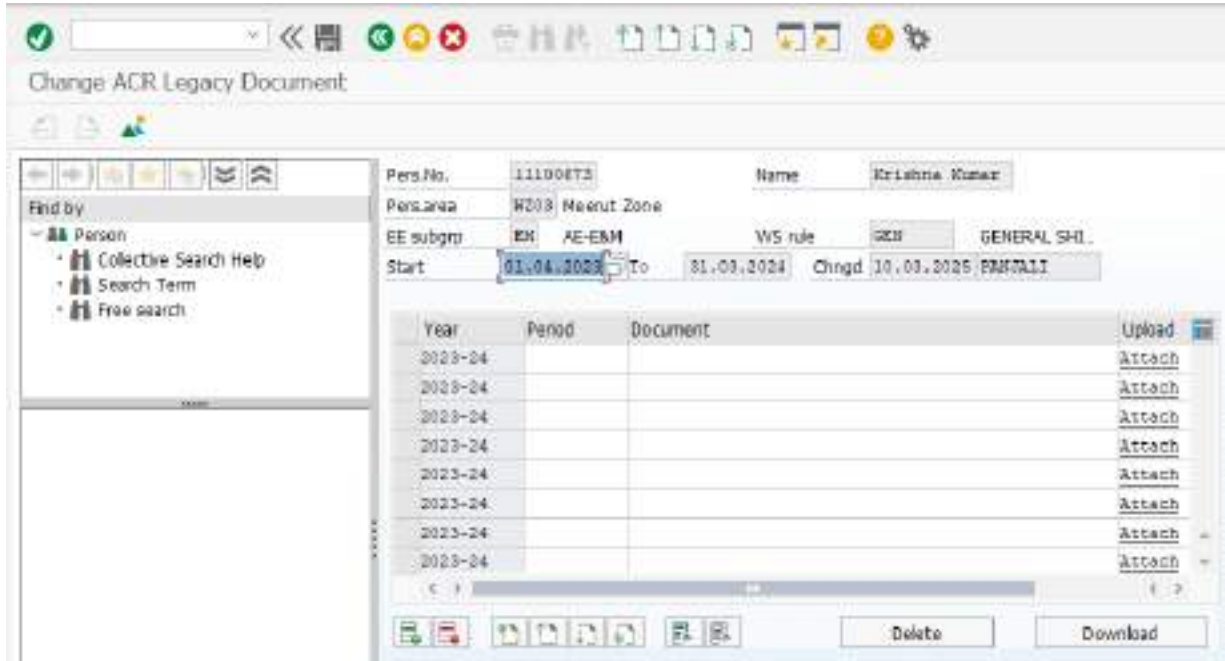 Change ACR Legacy Document
Find by
Person
Collective Search Help
Search Term
Free search
Pers.No. Name Krishna Kumar
Pers.area WZ03 Meerut Zone
EE subgrp EN AE-E&M WS rule GEN GENERAL SHI.
Start 01.04.2023 To 31.03.2024 Chngd 10.03.2025
Year Period Document Upload
2023-24 Attach
2023-24 Attach
2023-24 Attach
2023-24 Attach
2023-24 Attach
2023-24 Attach
2023-24 Attach
2023-24 Attach
Delete Download